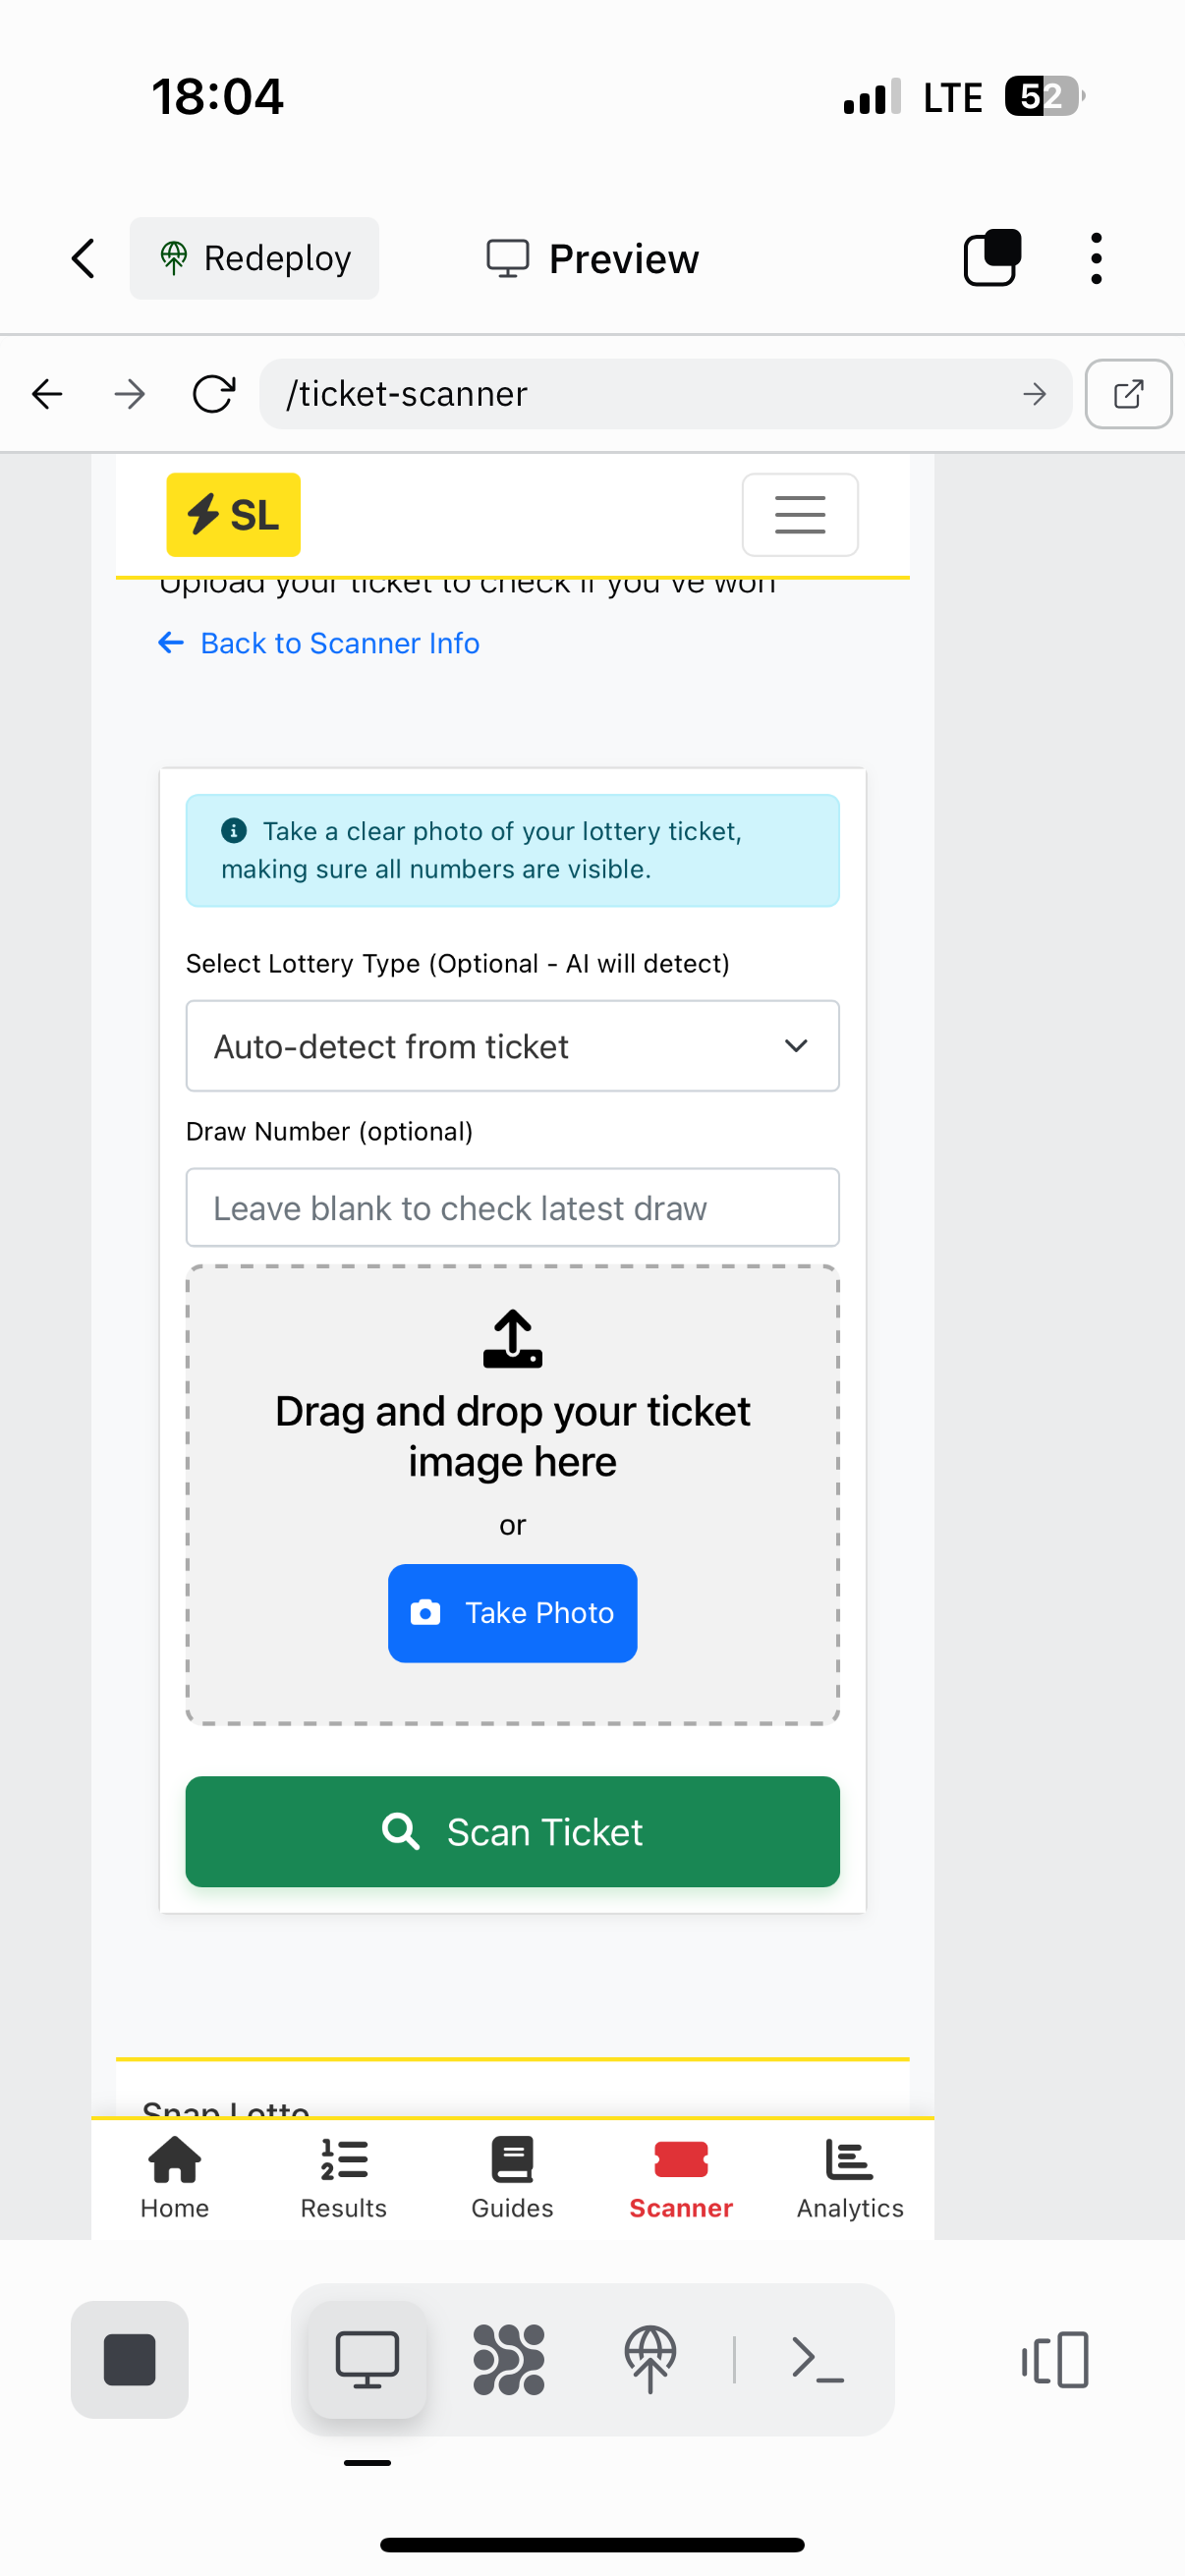 18:04
LTE
52
Redeploy
Preview
/ticket-scanner
SL
Upload your ticket to check if you've won
Back to Scanner Info
Take a clear photo of your lottery ticket,
making sure all numbers are visible.
Select Lottery Type (Optional - AI will detect)
Auto-detect from ticket
Draw Number (optional)
Leave blank to check latest draw
Drag and drop your ticket
image here
or
Take Photo
Scan Ticket
Snap Lotto
Home
Results
Guides
Scanner
Analytics